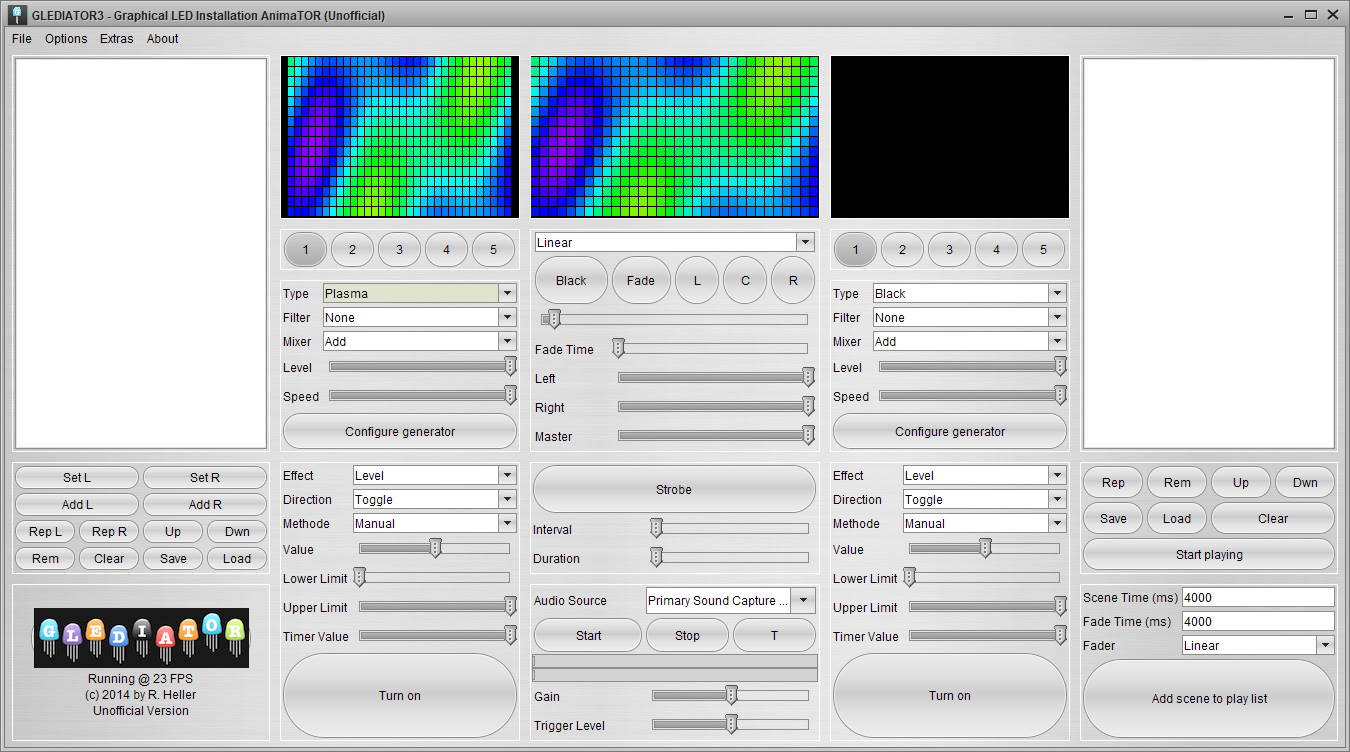 GLEDIATOR3 - Graphical LED Installation AnimaTOR (Unofficial)
File Options Extras About
1 2 3 4 5
Type Plasma
Filter None
Mixer Add
Level
Speed
Configure generator
Linear
Black Fade L C R
Fade Time
Left
Right
Master
1 2 3 4 5
Type Black
Filter None
Mixer Add
Level
Speed
Configure generator
Set L Set R
Add L Add R
Rep L Rep R Up Dwn
Rem Clear Save Load
GLEDIATOR
Running @ 23 FPS
(c) 2014 by R. Heller
Unofficial Version
Effect Level
Direction Toggle
Methode Manual
Value
Lower Limit
Upper Limit
Timer Value
Turn on
Strobe
Interval
Duration
Audio Source Primary Sound Capture ...
Start Stop T
Gain
Trigger Level
Effect Level
Direction Toggle
Methode Manual
Value
Lower Limit
Upper Limit
Timer Value
Turn on
Rep Rem Up Dwn
Save Load Clear
Start playing
Scene Time (ms) 4000
Fade Time (ms) 4000
Fader Linear
Add scene to play list